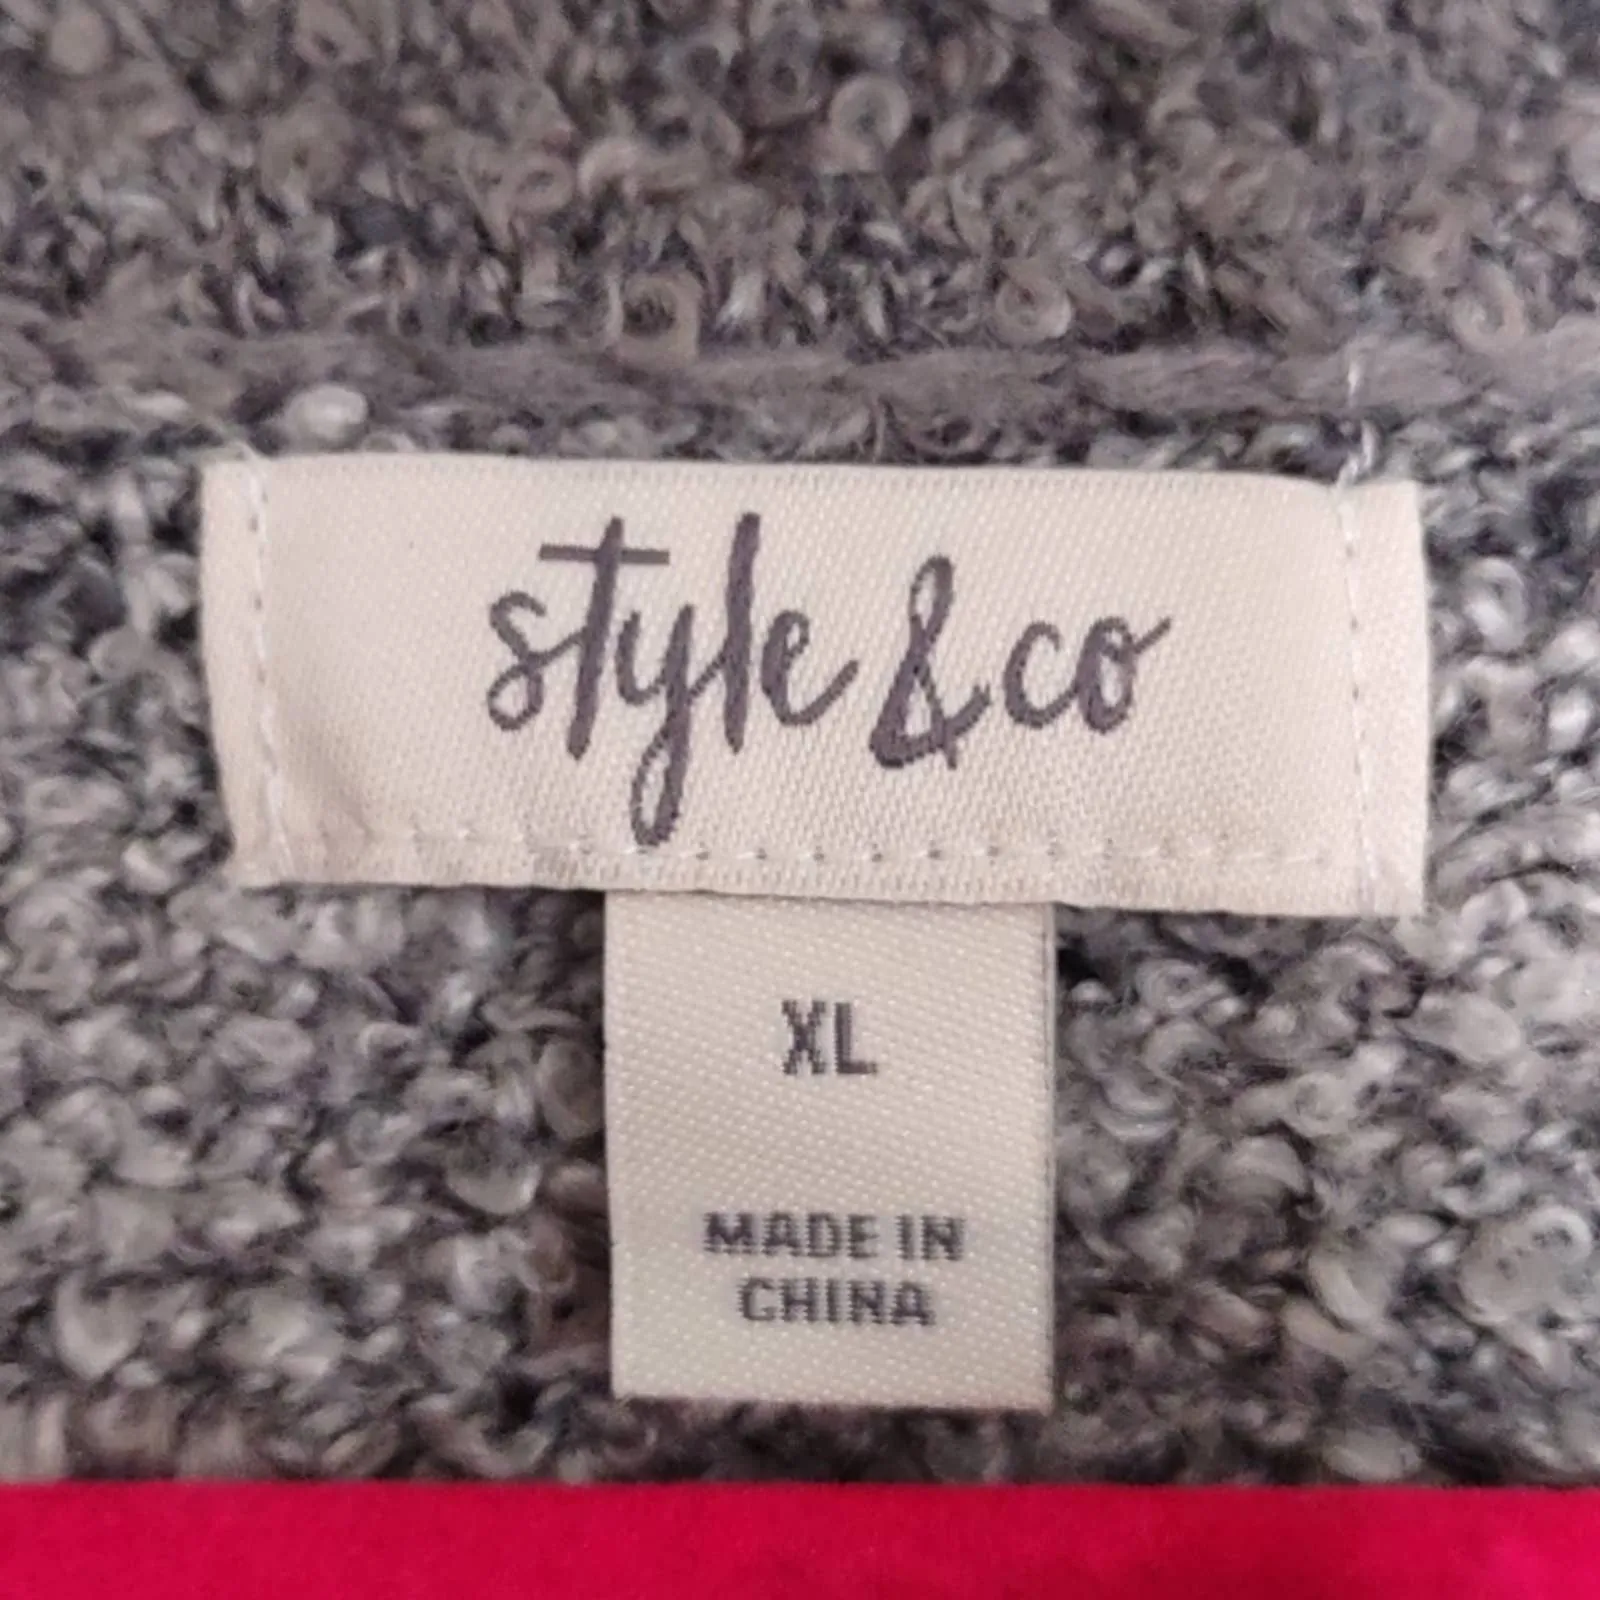 style & co
XL
MADE IN
CHINA